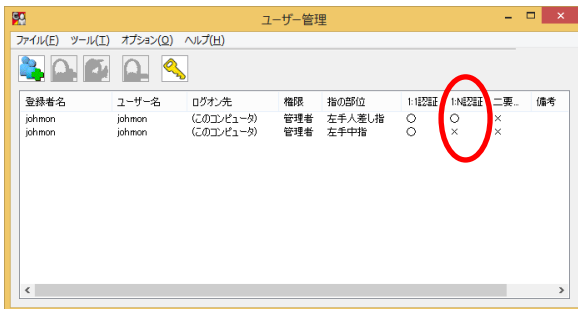 ユーザー管理
ファイル(F) ツール(T) オプション(O) ヘルプ(H)
登録者名 ユーザー名 ログオン先 権限 指の部位 1:1認証 1:N認証 二要... 備考
johmon johmon (このコンピュータ) 管理者 左手人差し指 ○ ○ ×
johmon johmon (このコンピュータ) 管理者 左手中指 ○ × ×